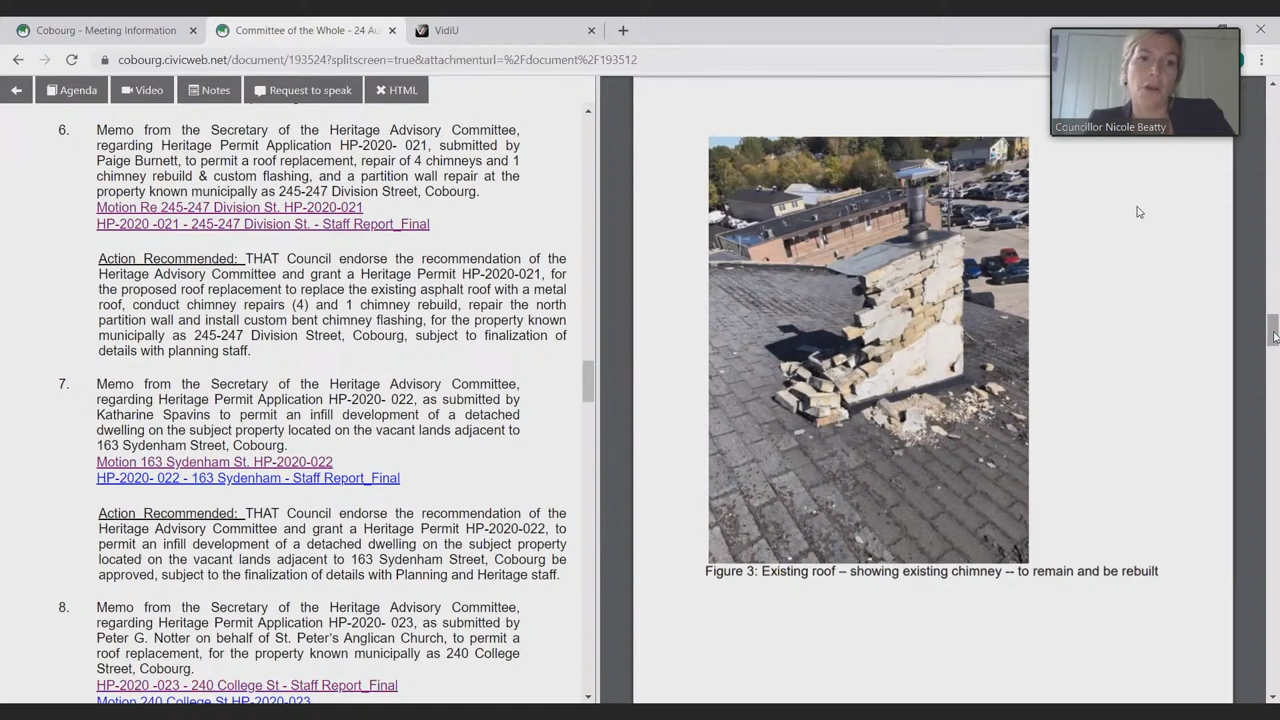 Cobourg - Meeting Information
Committee of the Whole - 24 Au
VidiU
cobourg.civicweb.net/document/193524?splitscreen=true&attachmenturl=%2Fdocument%2F193512
Agenda
Video
Notes
Request to speak
HTML
Councillor Nicole Beatty
6. Memo from the Secretary of the Heritage Advisory Committee,
regarding Heritage Permit Application HP-2020- 021, submitted by
Paige Burnett, to permit a roof replacement, repair of 4 chimneys and 1
chimney rebuild & custom flashing, and a partition wall repair at the
property known municipally as 245-247 Division Street, Cobourg.
Motion Re 245-247 Division St. HP-2020-021
HP-2020 -021 - 245-247 Division St. - Staff Report_Final
Action Recommended: THAT Council endorse the recommendation of the
Heritage Advisory Committee and grant a Heritage Permit HP-2020-021, for
the proposed roof replacement to replace the existing asphalt roof with a metal
roof, conduct chimney repairs (4) and 1 chimney rebuild, repair the north
partition wall and install custom bent chimney flashing, for the property known
municipally as 245-247 Division Street, Cobourg, subject to finalization of
details with planning staff.
7. Memo from the Secretary of the Heritage Advisory Committee,
regarding Heritage Permit Application HP-2020- 022, as submitted by
Katharine Spavins to permit an infill development of a detached
dwelling on the subject property located on the vacant lands adjacent to
163 Sydenham Street, Cobourg.
Motion 163 Sydenham St. HP-2020-022
HP-2020- 022 - 163 Sydenham - Staff Report_Final
Action Recommended: THAT Council endorse the recommendation of the
Heritage Advisory Committee and grant a Heritage Permit HP-2020-022, to
permit an infill development of a detached dwelling on the subject property
located on the vacant lands adjacent to 163 Sydenham Street, Cobourg be
approved, subject to the finalization of details with Planning and Heritage staff.
8. Memo from the Secretary of the Heritage Advisory Committee,
regarding Heritage Permit Application HP-2020- 023, as submitted by
Peter G. Notter on behalf of St. Peter's Anglican Church, to permit a
roof replacement, for the property known municipally as 240 College
Street, Cobourg.
HP-2020 -023 - 240 College St - Staff Report_Final
Motion 240 College St HP-2020-023
Figure 3: Existing roof – showing existing chimney -- to remain and be rebuilt